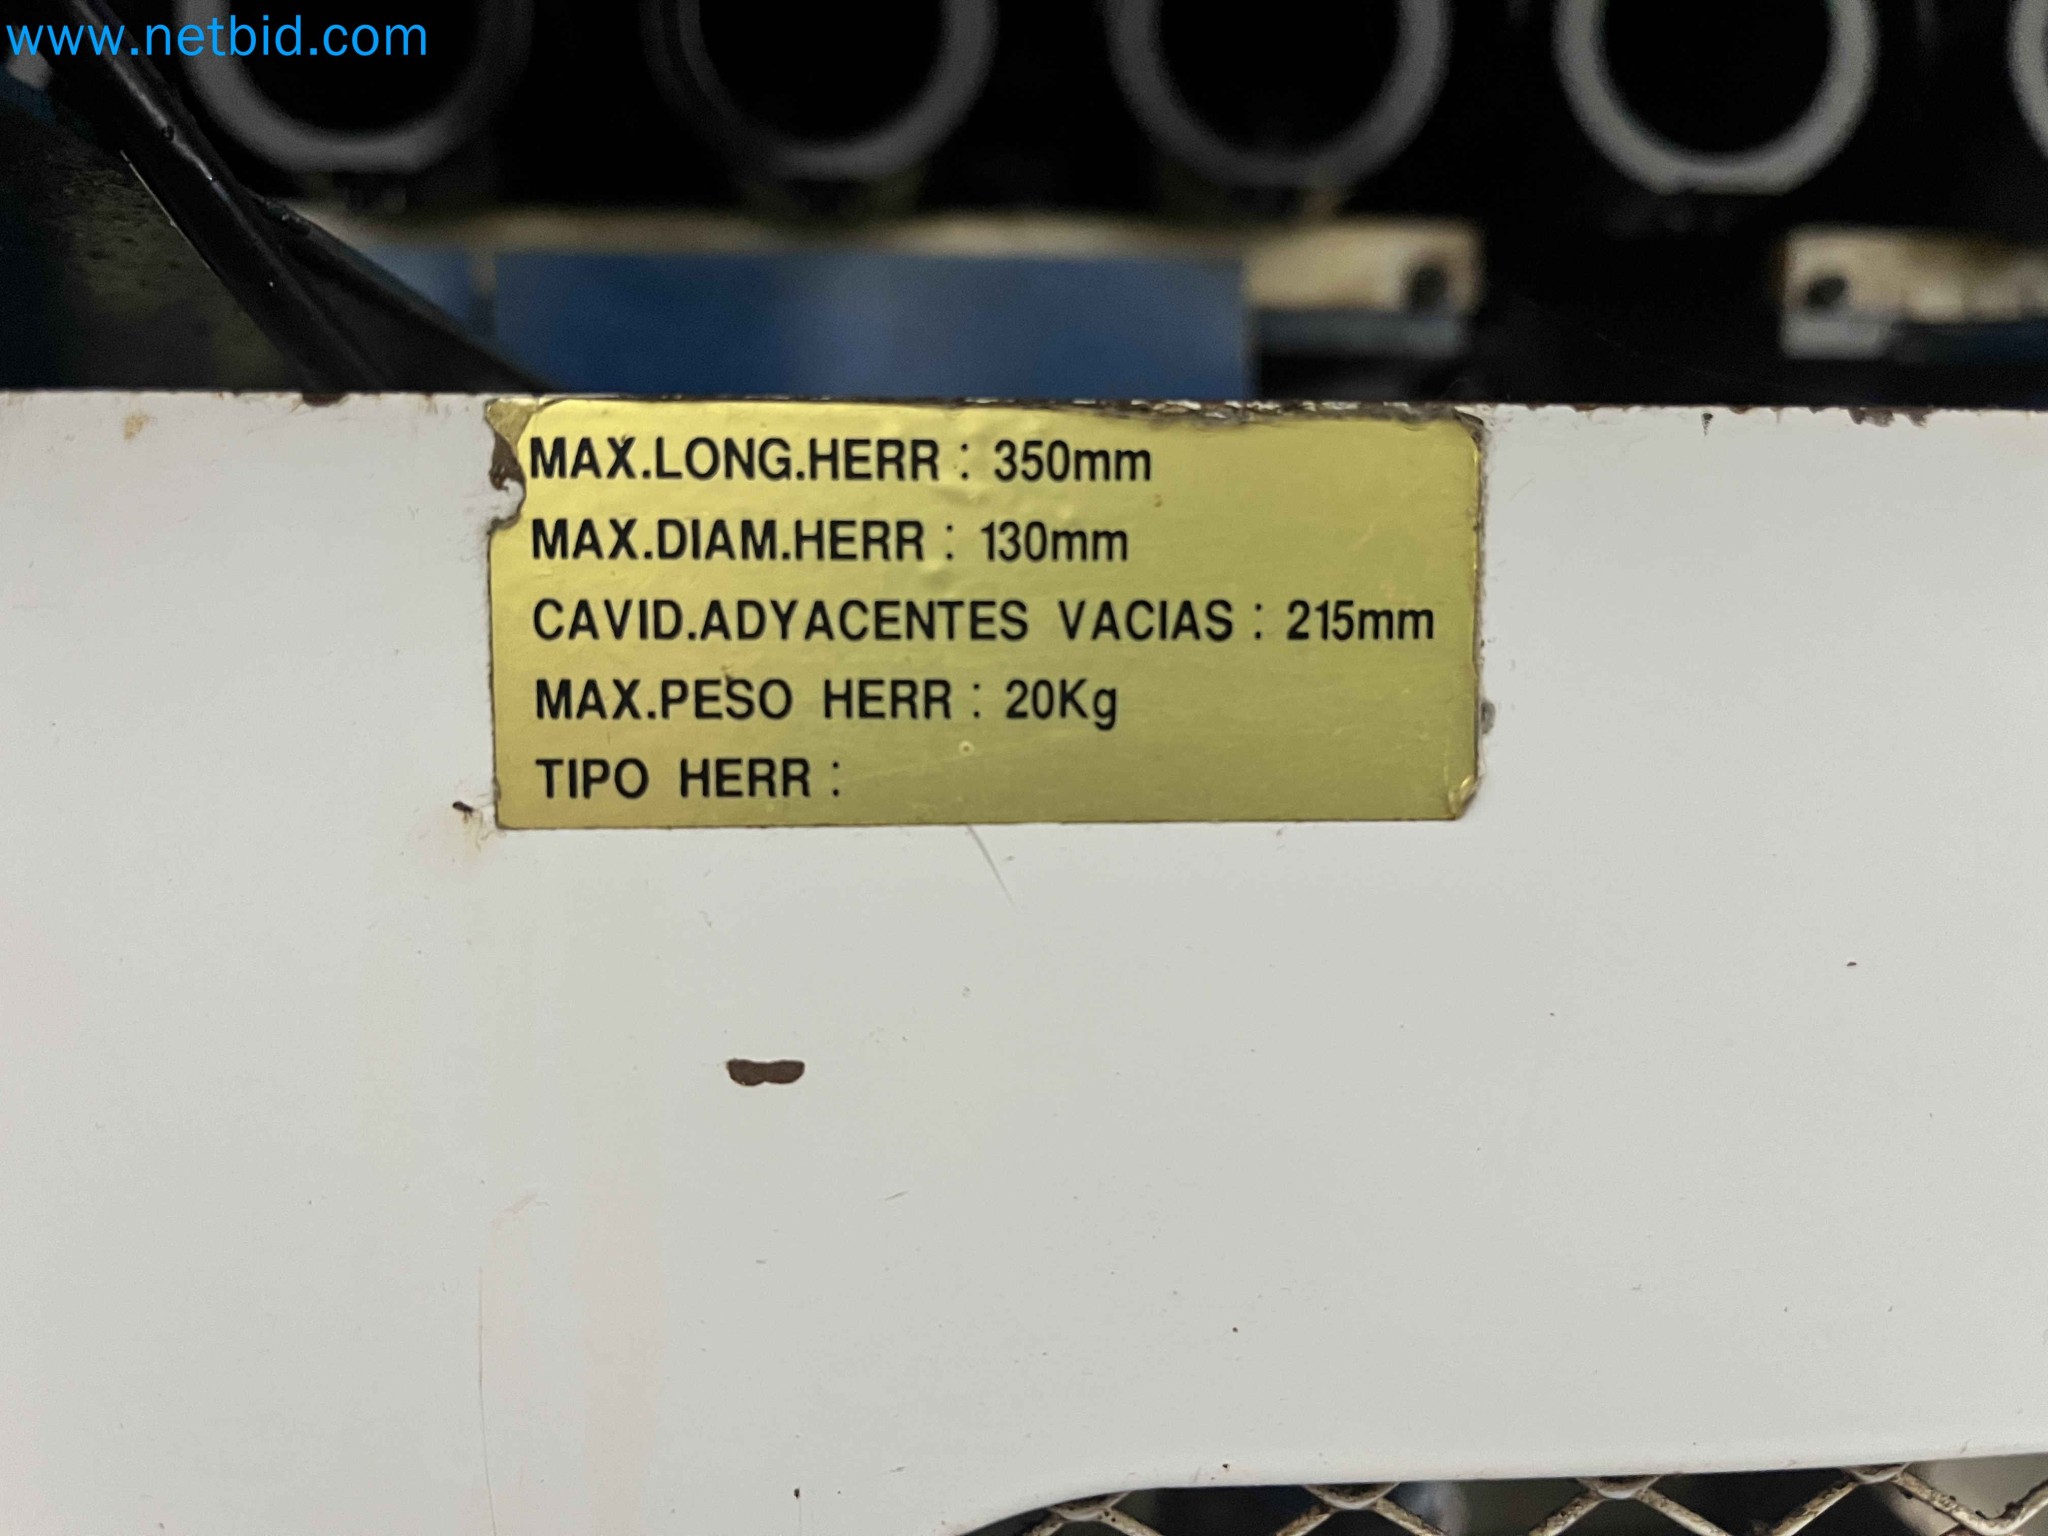 www.netbid.com
MAX.LONG.HERR : 350mm
MAX.DIAM.HERR : 130mm
CAVID.ADYACENTES VACIAS : 215mm
MAX.PESO HERR : 20Kg
TIPO HERR :